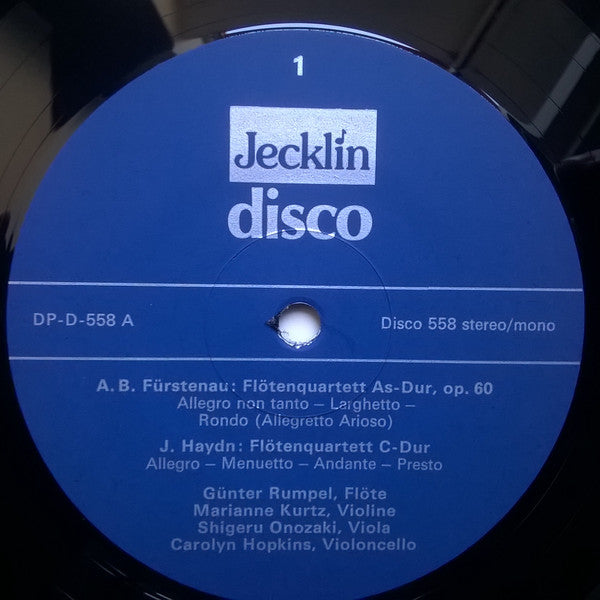 1
Jecklin
disco
DP-D-558 A
Disco 558 stereo/mono
A. B. Fürstenau: Flötenquartett As-Dur, op. 60
Allegro non tanto – Larghetto –
Rondo (Allegretto Arioso)
J. Haydn: Flötenquartett C-Dur
Allegro – Menuetto – Andante – Presto
Günter Rumpel, Flöte
Marianne Kurtz, Violine
Shigeru Onozaki, Viola
Carolyn Hopkins, Violoncello